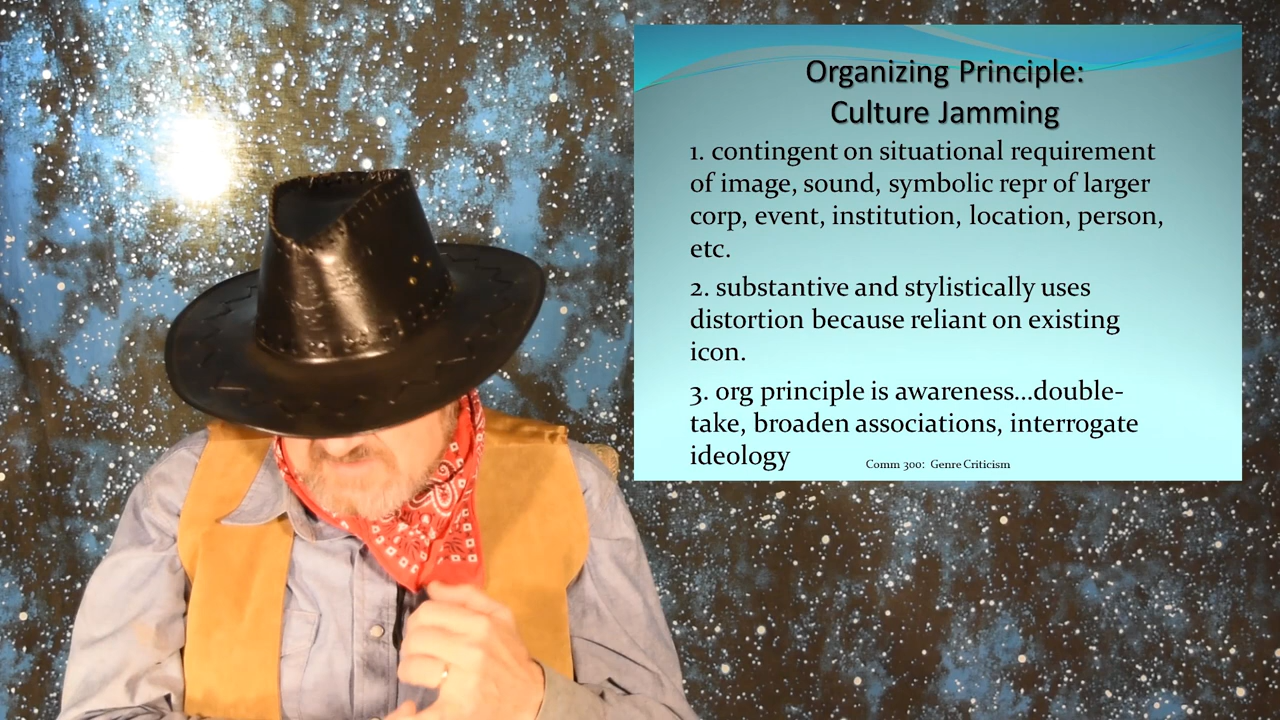 Organizing Principle:
Culture Jamming
1. contingent on situational requirement
of image, sound, symbolic repr of larger
corp, event, institution, location, person,
etc.
2. substantive and stylistically uses
distortion because reliant on existing
icon.
3. org principle is awareness...double-
take, broaden associations, interrogate
ideology
Comm 300: Genre Criticism